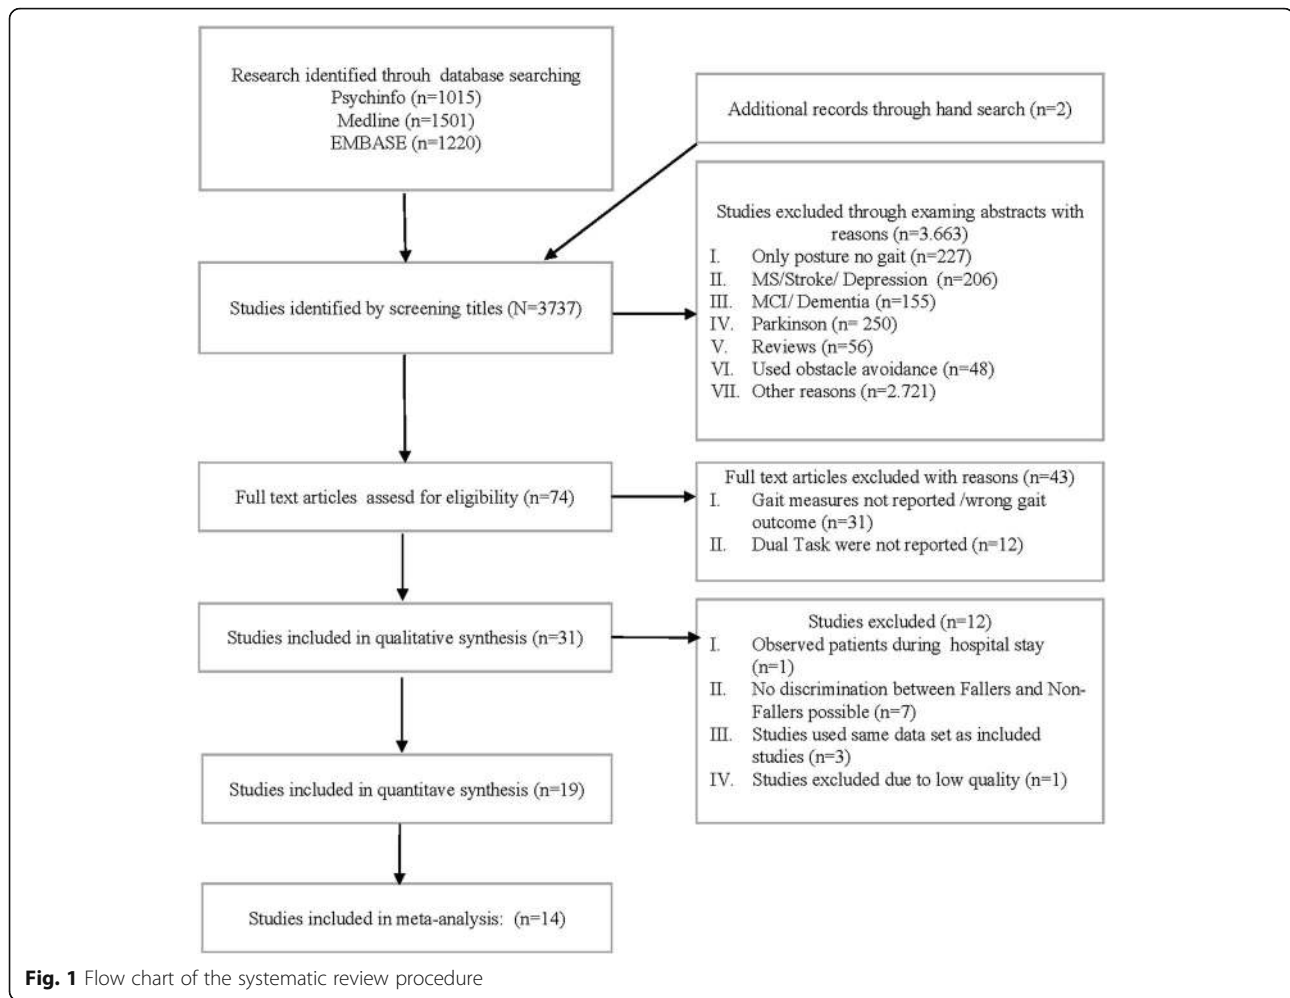 Research identified throuh database searching
Psychinfo (n=1015)
Medline (n=1501)
EMBASE (n=1220)
Additional records through hand search (n=2)
Studies excluded through examing abstracts with
reasons (n=3.663)
I. Only posture no gait (n=227)
II. MS/Stroke/ Depression (n=206)
III. MCI/ Dementia (n=155)
IV. Parkinson (n= 250)
V. Reviews (n=56)
VI. Used obstacle avoidance (n=48)
VII. Other reasons (n=2.721)
Studies identified by screening titles (N=3737)
Full text articles assesd for eligibility (n=74)
Full text articles excluded with reasons (n=43)
I. Gait measures not reported /wrong gait
outcome (n=31)
II. Dual Task were not reported (n=12)
Studies included in qualitative synthesis (n=31)
Studies excluded (n=12)
I. Observed patients during hospital stay
(n=1)
II. No discrimination between Fallers and Non-
Fallers possible (n=7)
III. Studies used same data set as included
studies (n=3)
IV. Studies excluded due to low quality (n=1)
Studies included in quantitave synthesis (n=19)
Studies included in meta-analysis: (n=14)
Fig. 1 Flow chart of the systematic review procedure